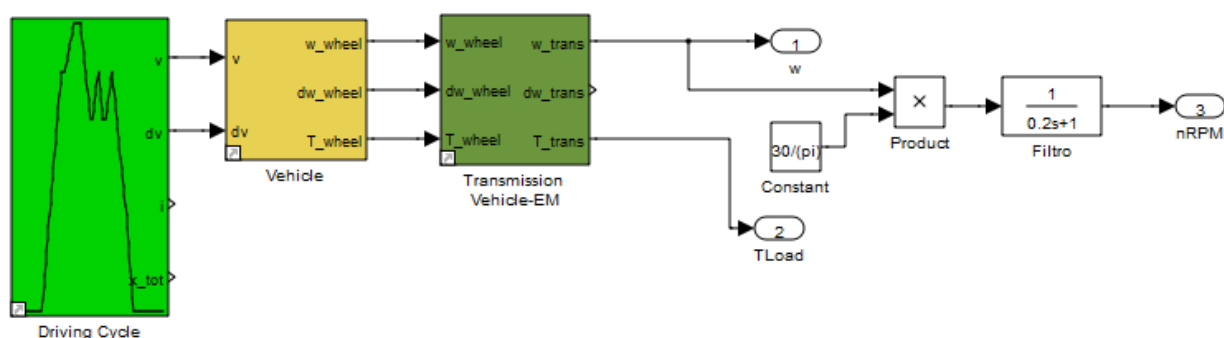 v
dv
i
x_tot
Driving Cycle
v
dv
w_wheel
dw_wheel
T_wheel
Vehicle
w_wheel
dw_wheel
T_wheel
w_trans
dw_trans
T_trans
Transmission
Vehicle-EM
1
w
2
TLoad
30/(pi)
Constant
×
Product
1
0.2s+1
Filtro
3
nRPM